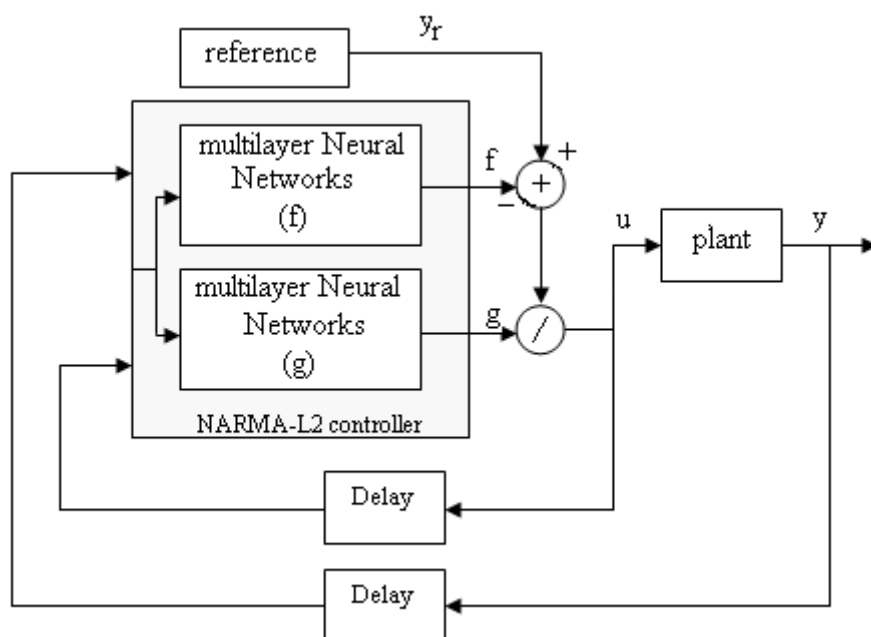 reference
yr
multilayer Neural
Networks
(f)
f
+
+
−
multilayer Neural
Networks
(g)
g
/
u
plant
y
NARMA-L2 controller
Delay
Delay